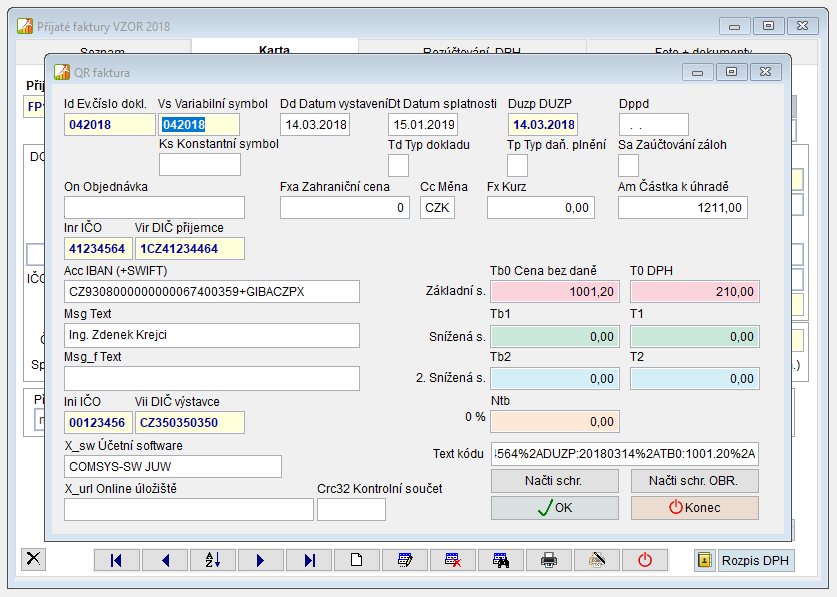 Přijaté faktury VZOR 2018
Seznam Karta Rozúčtování, DPH Foto + dokumenty
QR faktura
Id Ev.číslo dokl. Vs Variabilní symbol Dd Datum vystavení Dt Datum splatnosti Duzp DUZP Dppd
042018 042018 14.03.2018 15.01.2019 14.03.2018 . .
Ks Konstantní symbol Td Typ dokladu Tp Typ daň. plnění Sa Zaúčtování záloh
On Objednávka Fxa Zahraniční cena Cc Měna Fx Kurz Am Částka k úhradě
0 CZK 0,00 1211,00
Inr IČO Vir DIČ příjemce
41234564 1CZ41234464
Acc IBAN (+SWIFT) Tb0 Cena bez daně T0 DPH
CZ9308000000000067400359+GIBACZPX Základní s. 1001,20 210,00
Msg Text Tb1 T1
Ing. Zdenek Krejci Snížená s. 0,00 0,00
Msg_f Text Tb2 T2
2. Snížená s. 0,00 0,00
Ini IČO Vii DIČ výstavce Ntb
00123456 CZ350350350 0 % 0,00
X_sw Účetní software
COMSYS-SW JUW Text kódu 4564%2ADUZP:20180314%2ATB0:1001.20%2A
X_url Online úložiště Crc32 Kontrolní součet
Načti schr. Načti schr. OBR.
OK Konec
Rozpis DPH